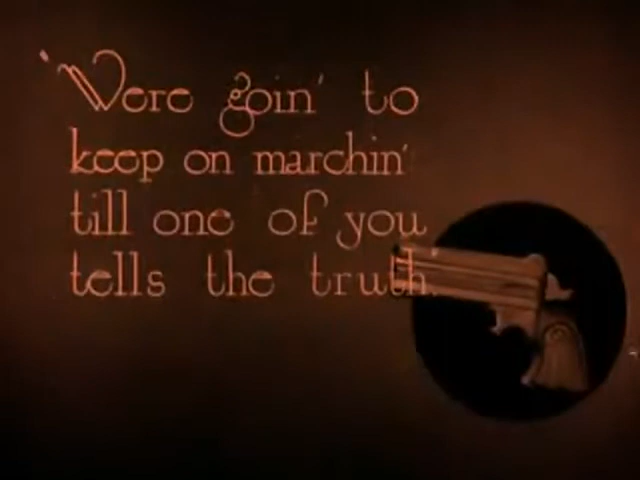 'Were goin' to
keep on marchin'
till one of you
tells the truth.'